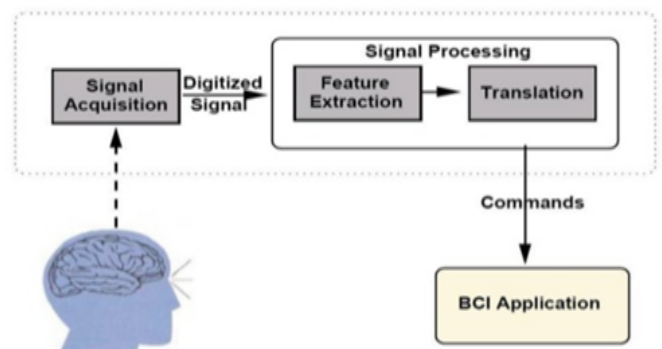 Signal Processing
Signal
Acquisition
Digitized
Signal
Feature
Extraction
Translation
Commands
BCI Application